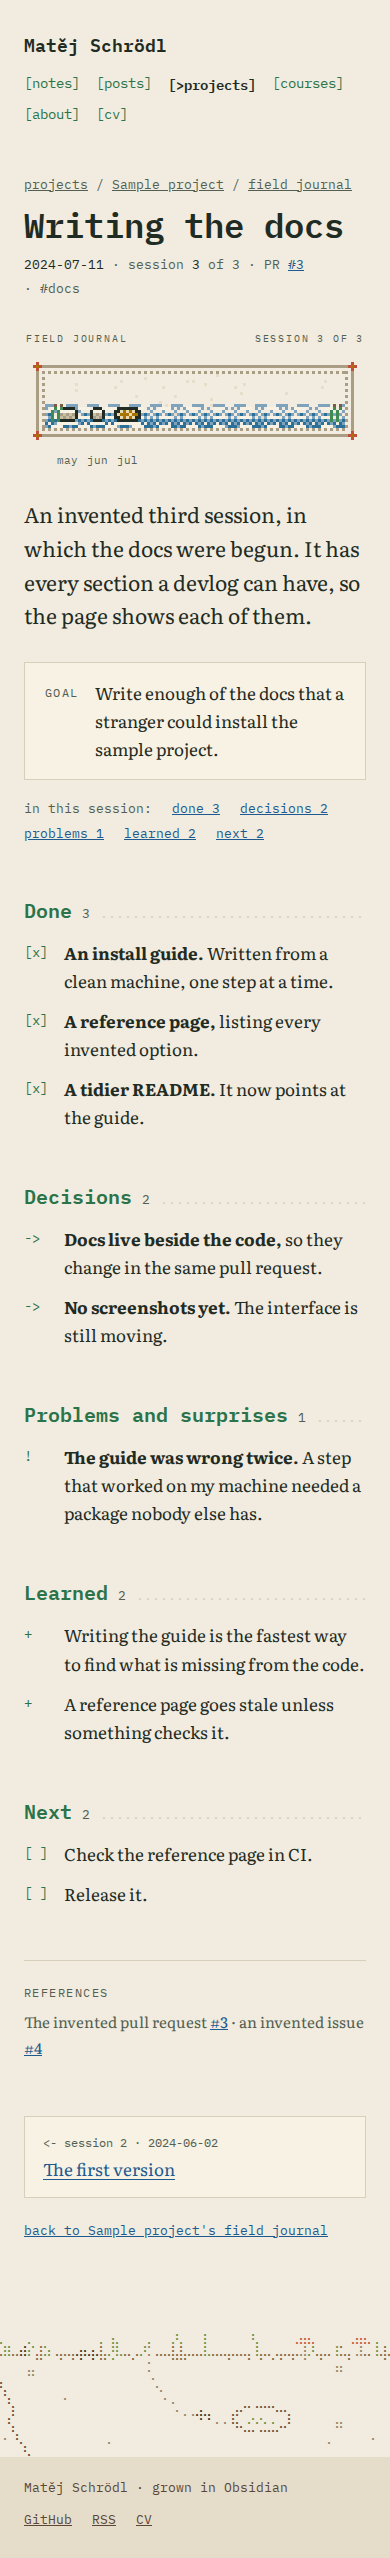 Matěj Schrödl
[notes] [posts] [>projects] [courses]
[about] [cv]
projects / Sample project / field journal
Writing the docs
2024-07-11 · session 3 of 3 · PR #3
· #docs
FIELD JOURNAL SESSION 3 OF 3
may jun jul
An invented third session, in
which the docs were begun. It has
every section a devlog can have, so
the page shows each of them.
GOAL Write enough of the docs that a
stranger could install the
sample project.
in this session: done 3 decisions 2
problems 1 learned 2 next 2
Done 3
[x] An install guide. Written from a
clean machine, one step at a time.
[x] A reference page, listing every
invented option.
[x] A tidier README. It now points at
the guide.
Decisions 2
-> Docs live beside the code, so they
change in the same pull request.
-> No screenshots yet. The interface is
still moving.
Problems and surprises 1
! The guide was wrong twice. A step
that worked on my machine needed a
package nobody else has.
Learned 2
+ Writing the guide is the fastest way
to find what is missing from the code.
+ A reference page goes stale unless
something checks it.
Next 2
[ ] Check the reference page in CI.
[ ] Release it.
REFERENCES
The invented pull request #3 · an invented issue
#4
<- session 2 · 2024-06-02
The first version
back to Sample project's field journal
Matěj Schrödl · grown in Obsidian
GitHub RSS CV